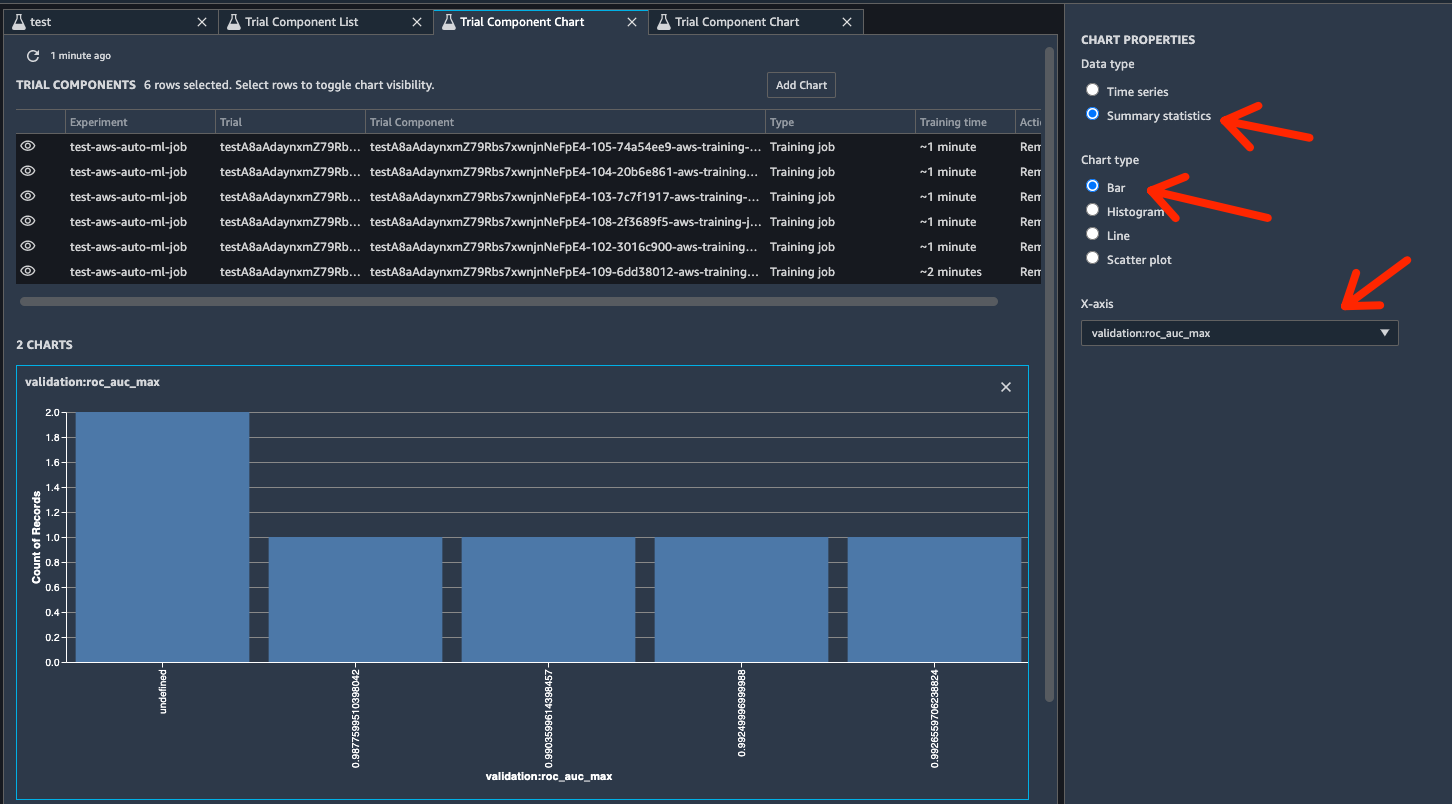 test
Trial Component List
Trial Component Chart
Trial Component Chart
1 minute ago
TRIAL COMPONENTS 6 rows selected. Select rows to toggle chart visibility.
Add Chart
Experiment Trial Trial Component Type Training time Actio
test-aws-auto-ml-job testA8aAdaynxmZ79Rb... testA8aAdaynxmZ79Rbs7xwnjnNeFpE4-105-74a54ee9-aws-training-... Training job ~1 minute Rem
test-aws-auto-ml-job testA8aAdaynxmZ79Rb... testA8aAdaynxmZ79Rbs7xwnjnNeFpE4-104-20b6e861-aws-training... Training job ~1 minute Rem
test-aws-auto-ml-job testA8aAdaynxmZ79Rb... testA8aAdaynxmZ79Rbs7xwnjnNeFpE4-103-7c7f1917-aws-training-j... Training job ~1 minute Rem
test-aws-auto-ml-job testA8aAdaynxmZ79Rb... testA8aAdaynxmZ79Rbs7xwnjnNeFpE4-108-2f3689f5-aws-training-j... Training job ~1 minute Rem
test-aws-auto-ml-job testA8aAdaynxmZ79Rb... testA8aAdaynxmZ79Rbs7xwnjnNeFpE4-102-3016c900-aws-training... Training job ~1 minute Rem
test-aws-auto-ml-job testA8aAdaynxmZ79Rb... testA8aAdaynxmZ79Rbs7xwnjnNeFpE4-109-6dd38012-aws-training... Training job ~2 minutes Rem
2 CHARTS
validation:roc_auc_max
2.0
1.8
1.6
1.4
1.2
1.0
0.8
0.6
0.4
0.2
0.0
Count of Records
undefined
0.9877599510398042
0.9903599614398457
0.99249996999988
0.9926559706238824
validation:roc_auc_max
CHART PROPERTIES
Data type
Time series
Summary statistics
Chart type
Bar
Histogram
Line
Scatter plot
X-axis
validation:roc_auc_max